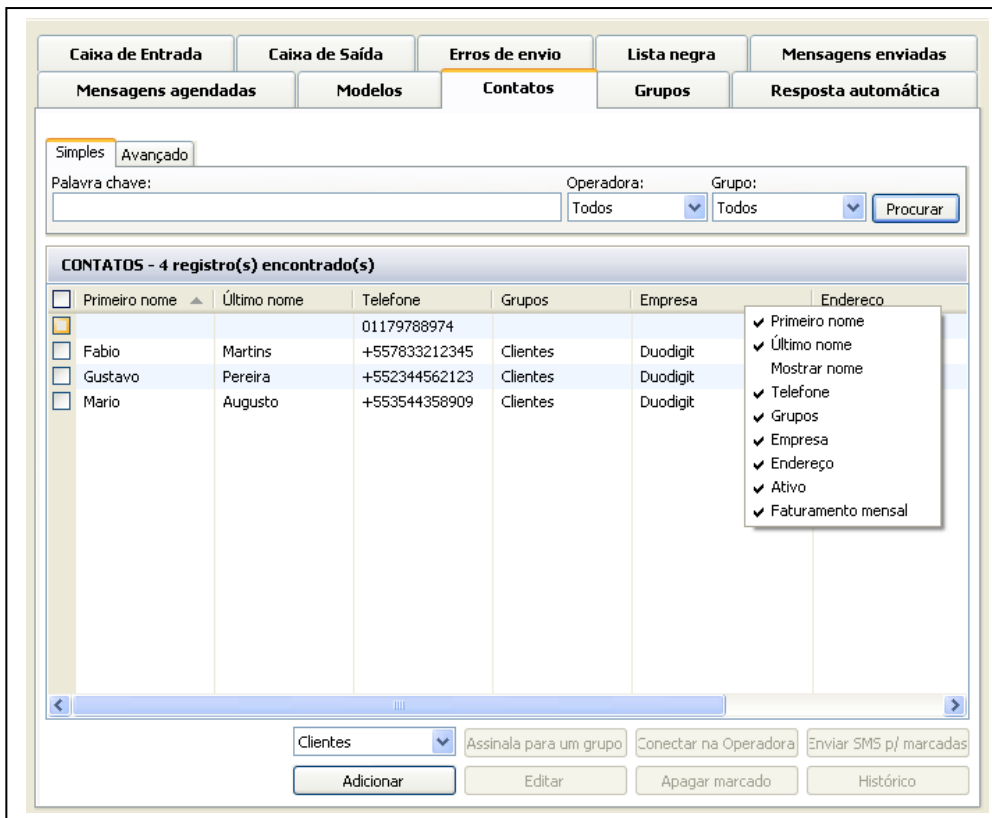 Caixa de Entrada Caixa de Saída Erros de envio Lista negra Mensagens enviadas
Mensagens agendadas Modelos Contatos Grupos Resposta automática
Simples Avançado
Palavra chave: Operadora: Grupo:
Todos Todos Procurar
CONTATOS - 4 registro(s) encontrado(s)
Primeiro nome Último nome Telefone Grupos Empresa Endereco
01179788974
Fabio Martins +557833212345 Clientes Duodigit
Gustavo Pereira +552344562123 Clientes Duodigit
Mario Augusto +553544358909 Clientes Duodigit
Primeiro nome
Último nome
Mostrar nome
Telefone
Grupos
Empresa
Endereço
Ativo
Faturamento mensal
Clientes Assinala para um grupo Conectar na Operadora Enviar SMS p/ marcadas
Adicionar Editar Apagar marcado Histórico